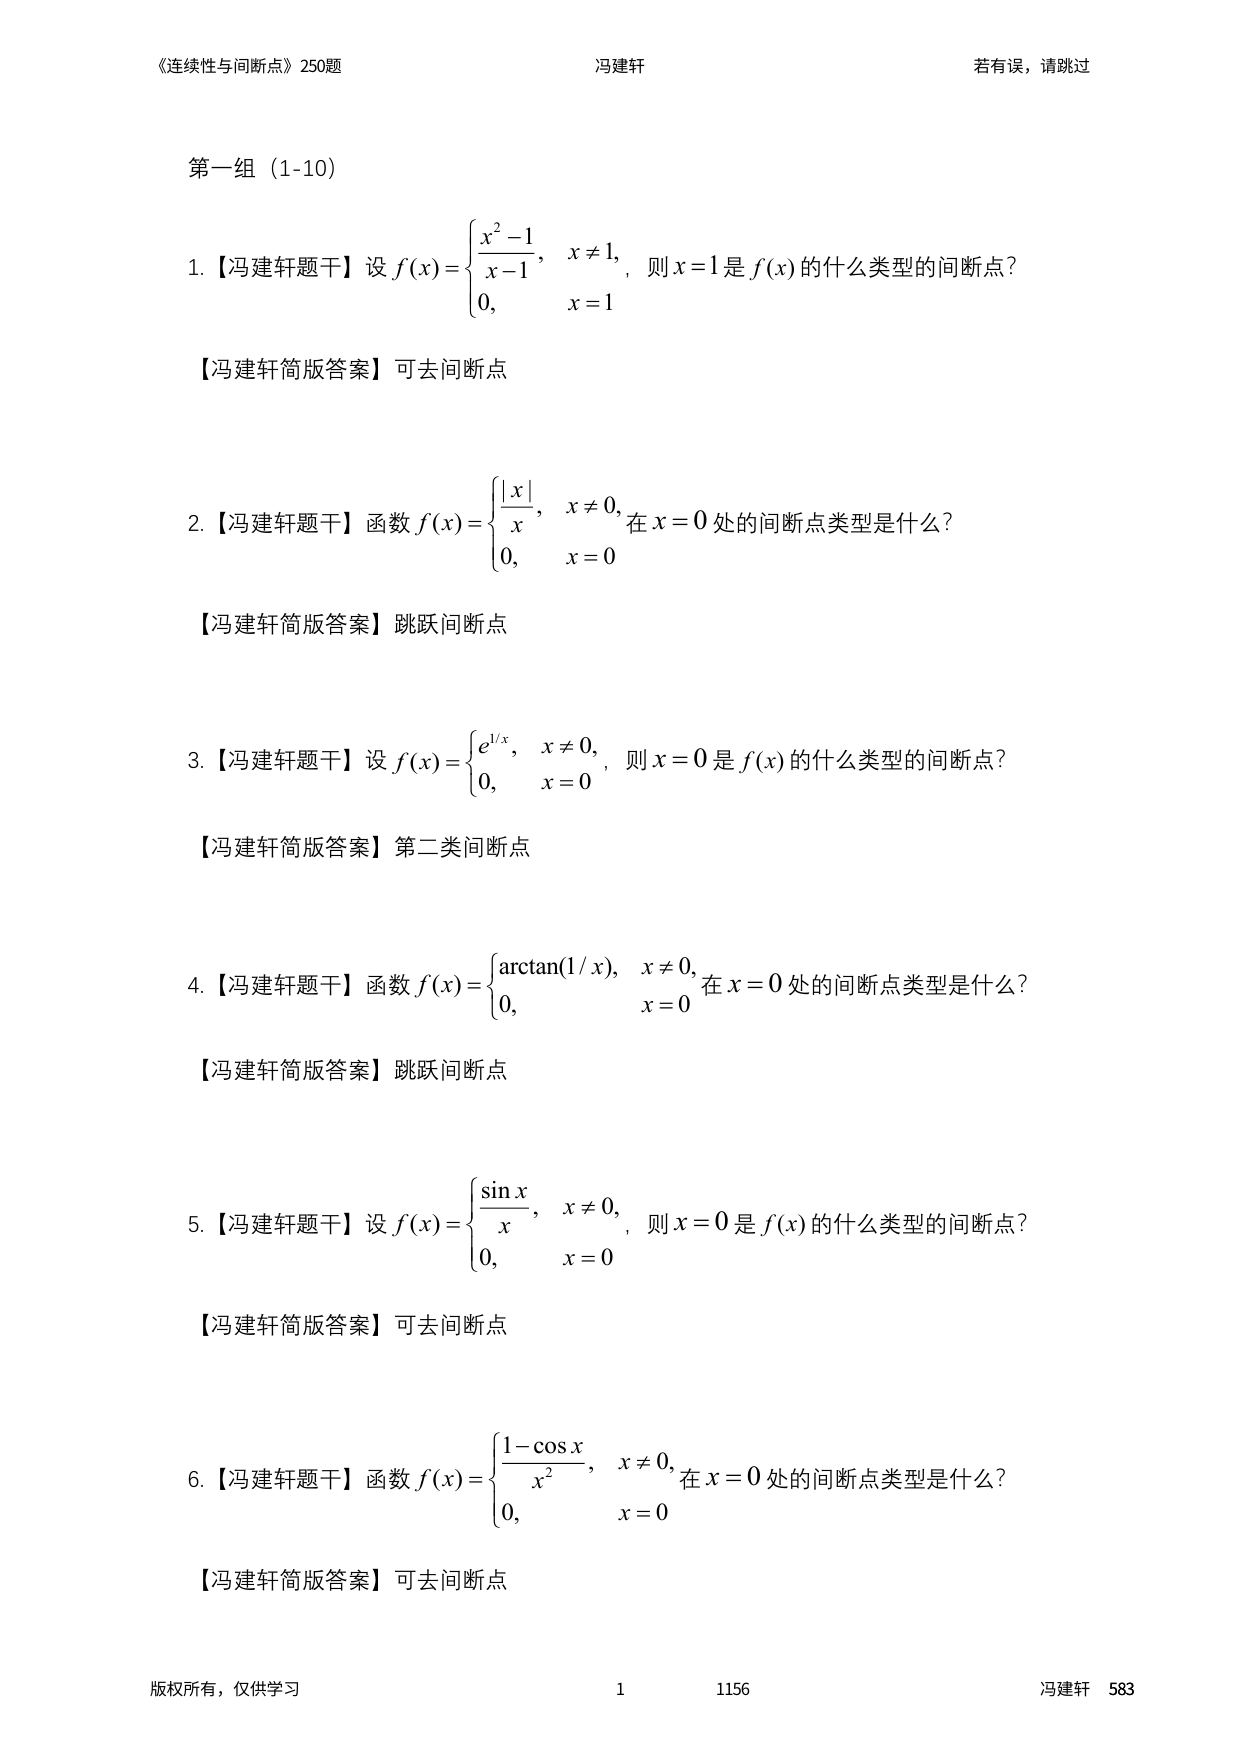 《连续性与间断点》250题 冯建轩 若有误，请跳过
第一组（1-10）
1.【冯建轩题干】设 f(x) = { (x² − 1)/(x − 1), x ≠ 1, 0, x = 1 ，则 x = 1 是 f(x) 的什么类型的间断点？
【冯建轩简版答案】可去间断点
2.【冯建轩题干】函数 f(x) = { |x|/x, x ≠ 0, 0, x = 0 在 x = 0 处的间断点类型是什么？
【冯建轩简版答案】跳跃间断点
3.【冯建轩题干】设 f(x) = { e^{1/x}, x ≠ 0, 0, x = 0 ，则 x = 0 是 f(x) 的什么类型的间断点？
【冯建轩简版答案】第二类间断点
4.【冯建轩题干】函数 f(x) = { arctan(1/x), x ≠ 0, 0, x = 0 在 x = 0 处的间断点类型是什么？
【冯建轩简版答案】跳跃间断点
5.【冯建轩题干】设 f(x) = { sin x/x, x ≠ 0, 0, x = 0 ，则 x = 0 是 f(x) 的什么类型的间断点？
【冯建轩简版答案】可去间断点
6.【冯建轩题干】函数 f(x) = { (1 − cos x)/x², x ≠ 0, 0, x = 0 在 x = 0 处的间断点类型是什么？
【冯建轩简版答案】可去间断点
版权所有，仅供学习 1 1156 冯建轩 583